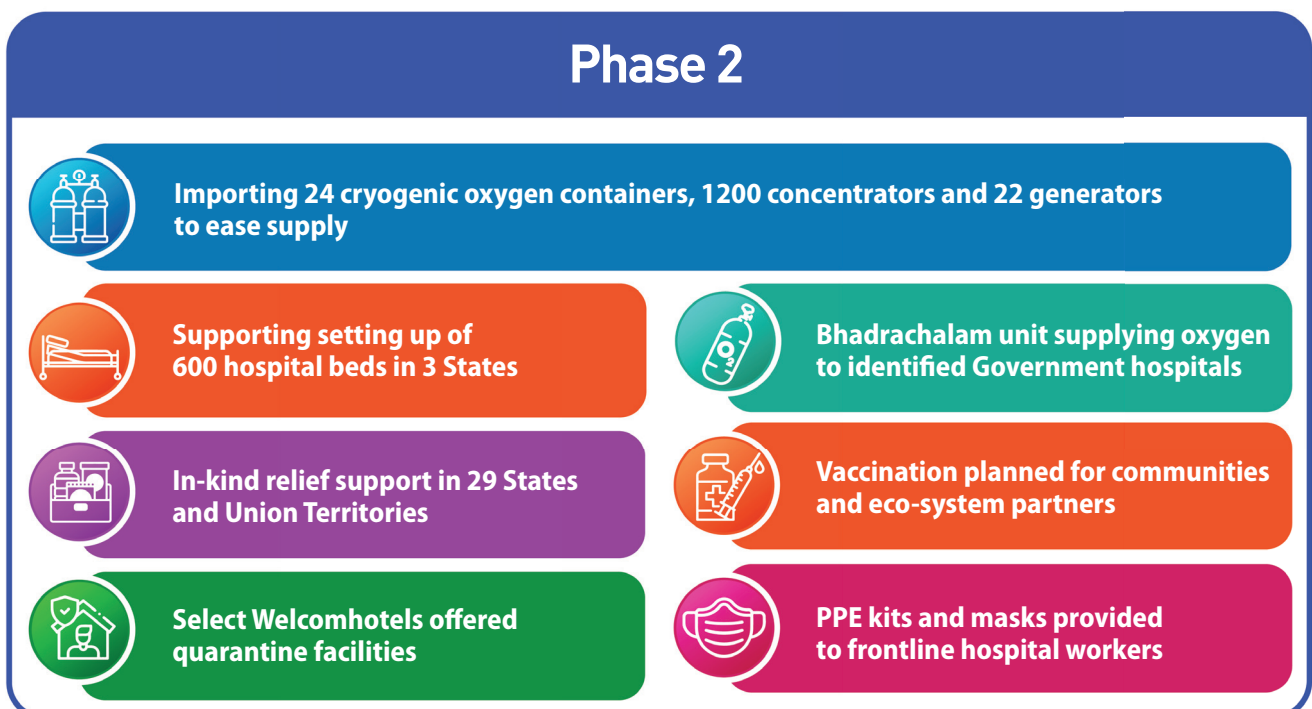 Phase 2
Importing 24 cryogenic oxygen containers, 1200 concentrators and 22 generators
to ease supply
Supporting setting up of
600 hospital beds in 3 States
Bhadrachalam unit supplying oxygen
to identified Government hospitals
In-kind relief support in 29 States
and Union Territories
Vaccination planned for communities
and eco-system partners
Select Welcomhotels offered
quarantine facilities
PPE kits and masks provided
to frontline hospital workers